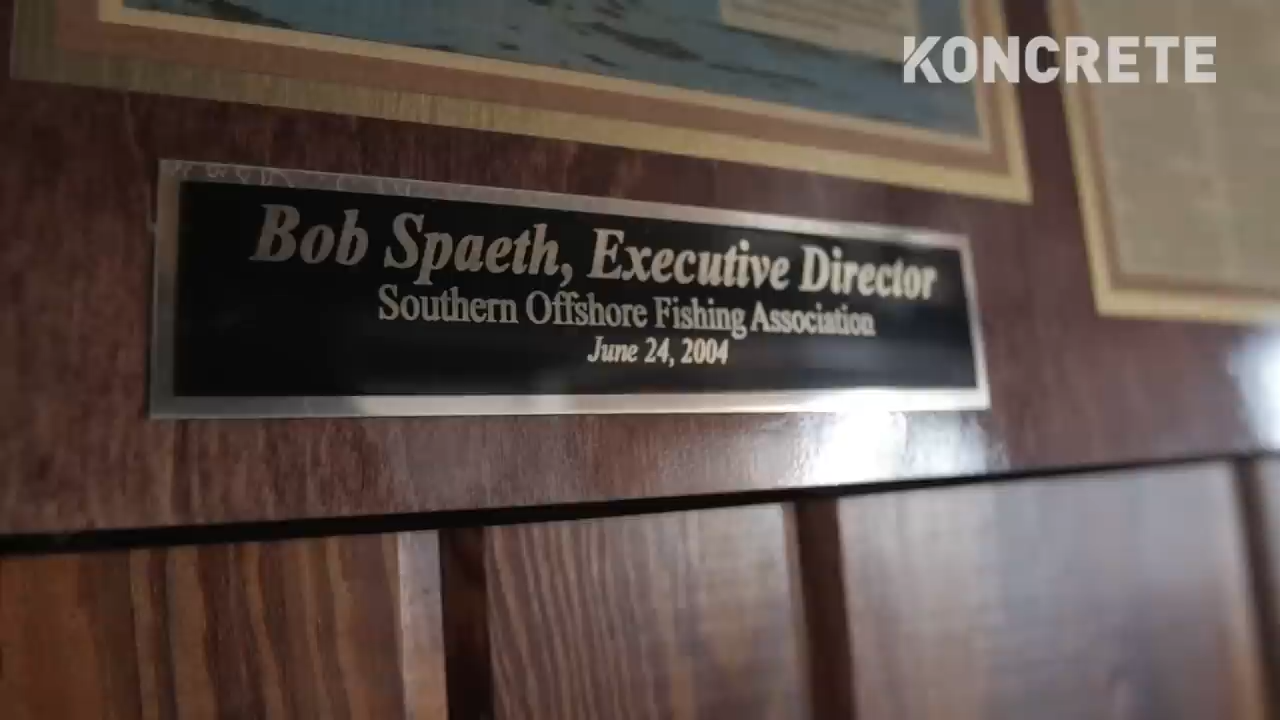 KONCRETE
Bob Spaeth, Executive Director
Southern Offshore Fishing Association
June 24, 2004